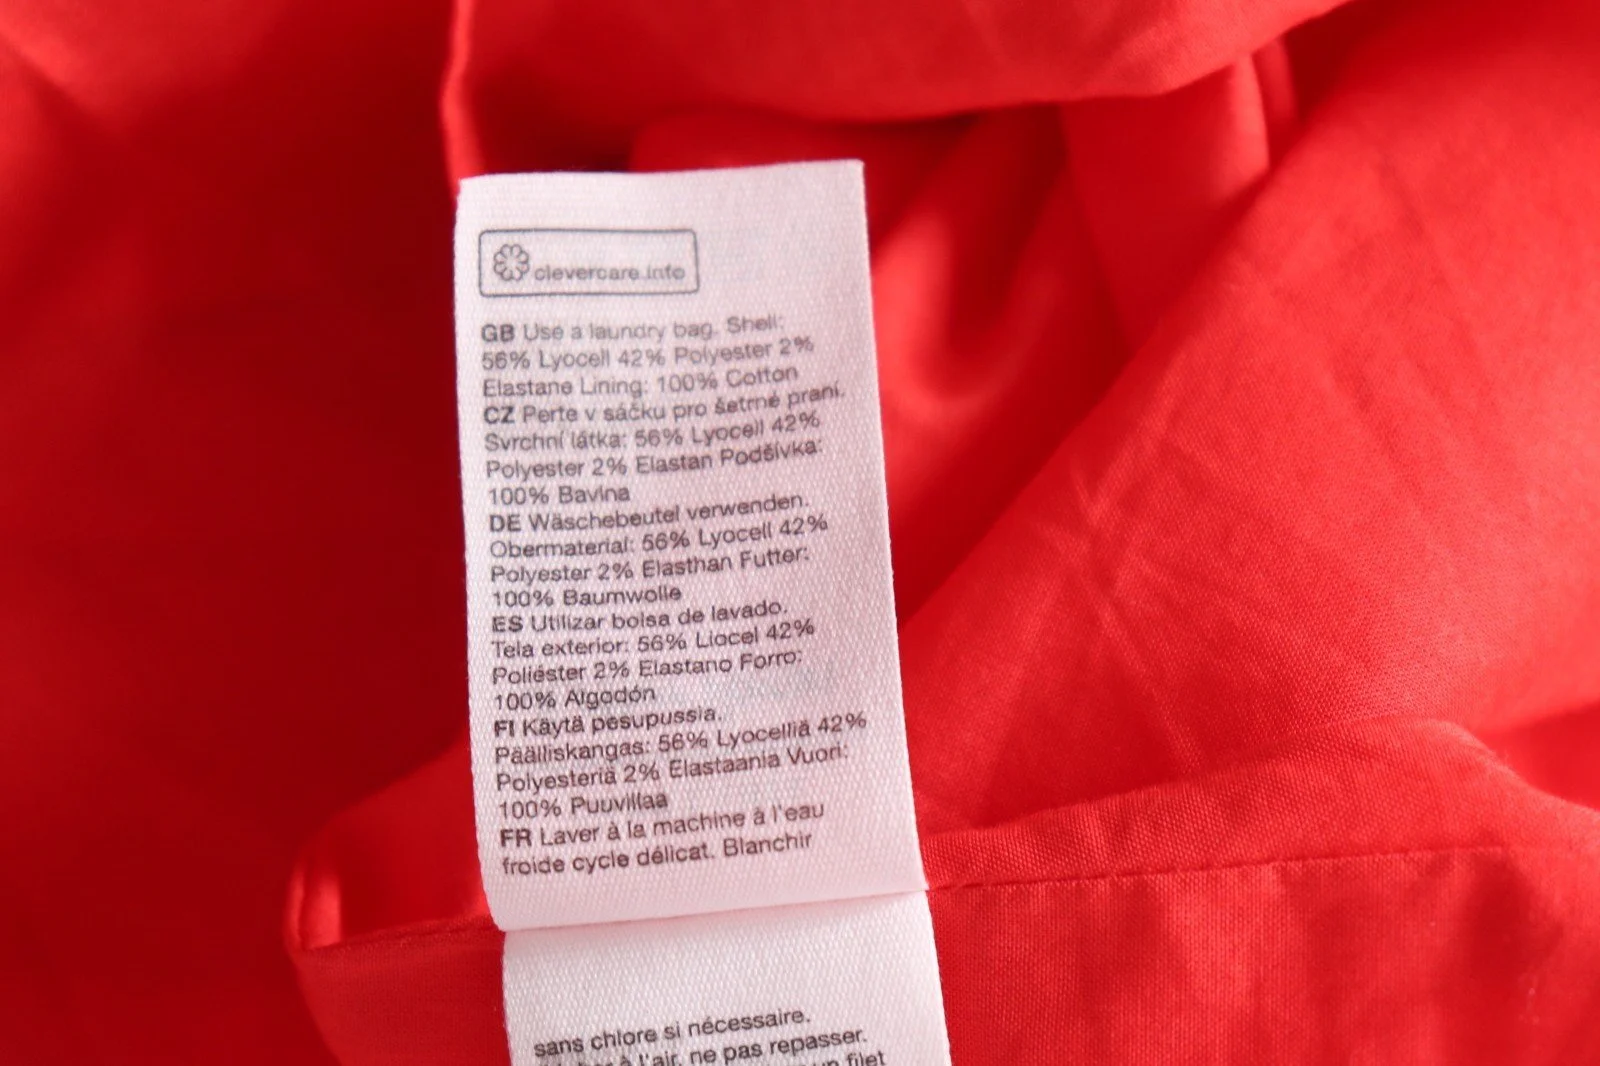 clevercare.info
GB Use a laundry bag. Shell:
56% Lyocell 42% Polyester 2%
Elastane Lining: 100% Cotton
CZ Perte v sáčku pro šetrné praní.
Svrchní látka: 56% Lyocell 42%
Polyester 2% Elastan Podšívka:
100% Bavlna
DE Wäschebeutel verwenden.
Obermaterial: 56% Lyocell 42%
Polyester 2% Elasthan Futter:
100% Baumwolle
ES Utilizar bolsa de lavado.
Tela exterior: 56% Liocel 42%
Poliéster 2% Elastano Forro:
100% Algodón
FI Käytä pesupussia.
Päälliskangas: 56% Lyocelliä 42%
Polyesteriä 2% Elastaania Vuori:
100% Puuvillaa
FR Laver à la machine à l'eau
froide cycle délicat. Blanchir
sans chlore si nécessaire.
à l'air, ne pas repasser.
un filet